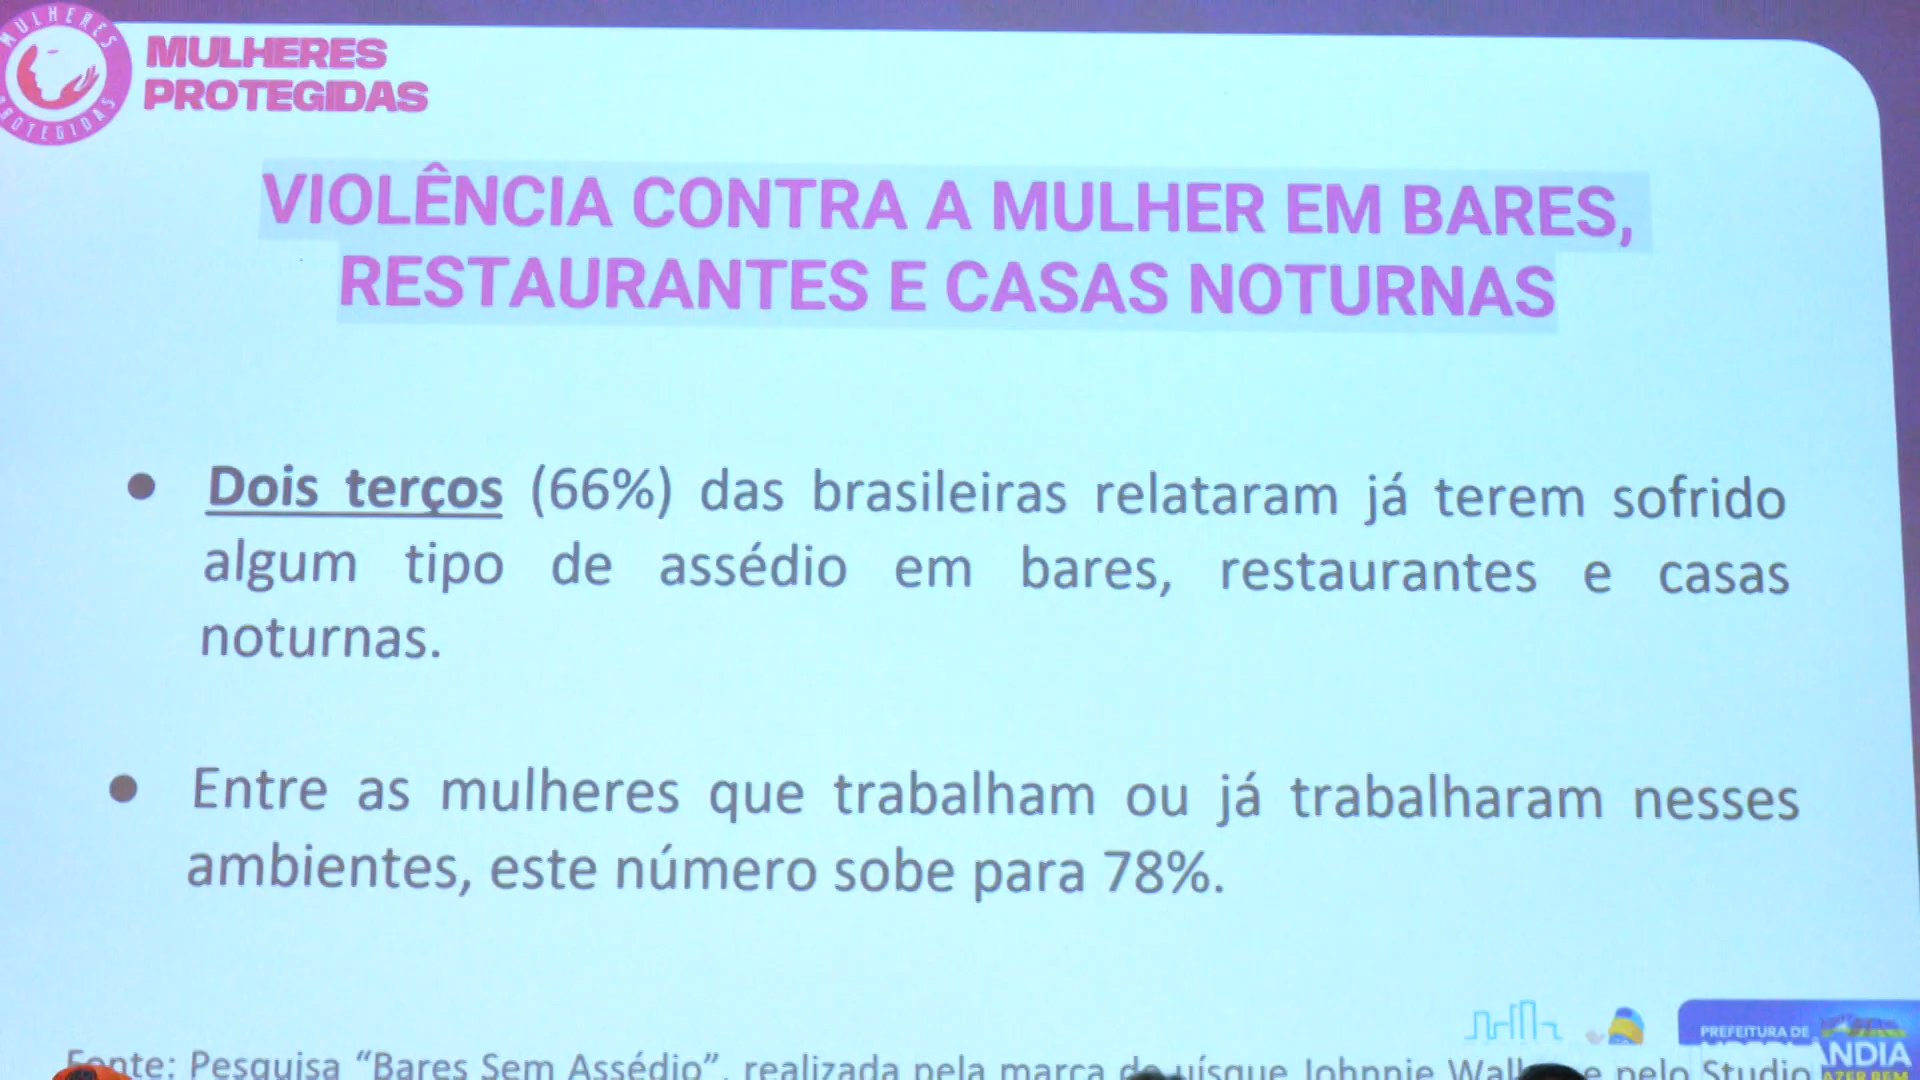 MULHERES
PROTEGIDAS
MULHERES
PROTEGIDAS
VIOLÊNCIA CONTRA A MULHER EM BARES,
RESTAURANTES E CASAS NOTURNAS
• Dois terços (66%) das brasileiras relataram já terem sofrido
algum tipo de assédio em bares, restaurantes e casas
noturnas.
• Entre as mulheres que trabalham ou já trabalharam nesses
ambientes, este número sobe para 78%.
PREFEITURA DE
Fonte: Pesquisa “Bares Sem Assédio”, realizada pela marca de uísque Johnnie Walker e pelo Studio